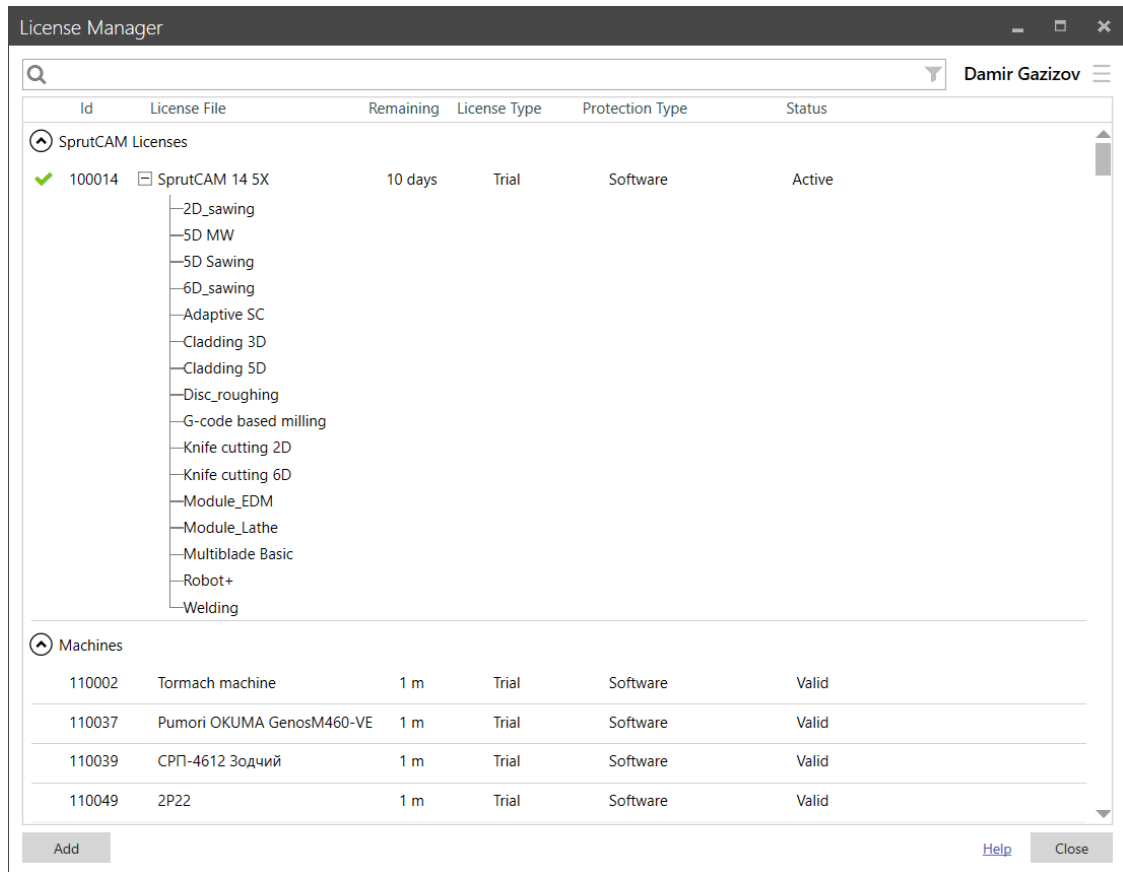 License Manager
Damir Gazizov
Id License File Remaining License Type Protection Type Status
SprutCAM Licenses
100014 SprutCAM 14 5X 10 days Trial Software Active
2D_sawing
5D MW
5D Sawing
6D_sawing
Adaptive SC
Cladding 3D
Cladding 5D
Disc_roughing
G-code based milling
Knife cutting 2D
Knife cutting 6D
Module_EDM
Module_Lathe
Multiblade Basic
Robot+
Welding
Machines
110002 Tormach machine 1 m Trial Software Valid
110037 Pumori OKUMA GenosM460-VE 1 m Trial Software Valid
110039 СРП-4612 Зодчий 1 m Trial Software Valid
110049 2P22 1 m Trial Software Valid
Add Help Close